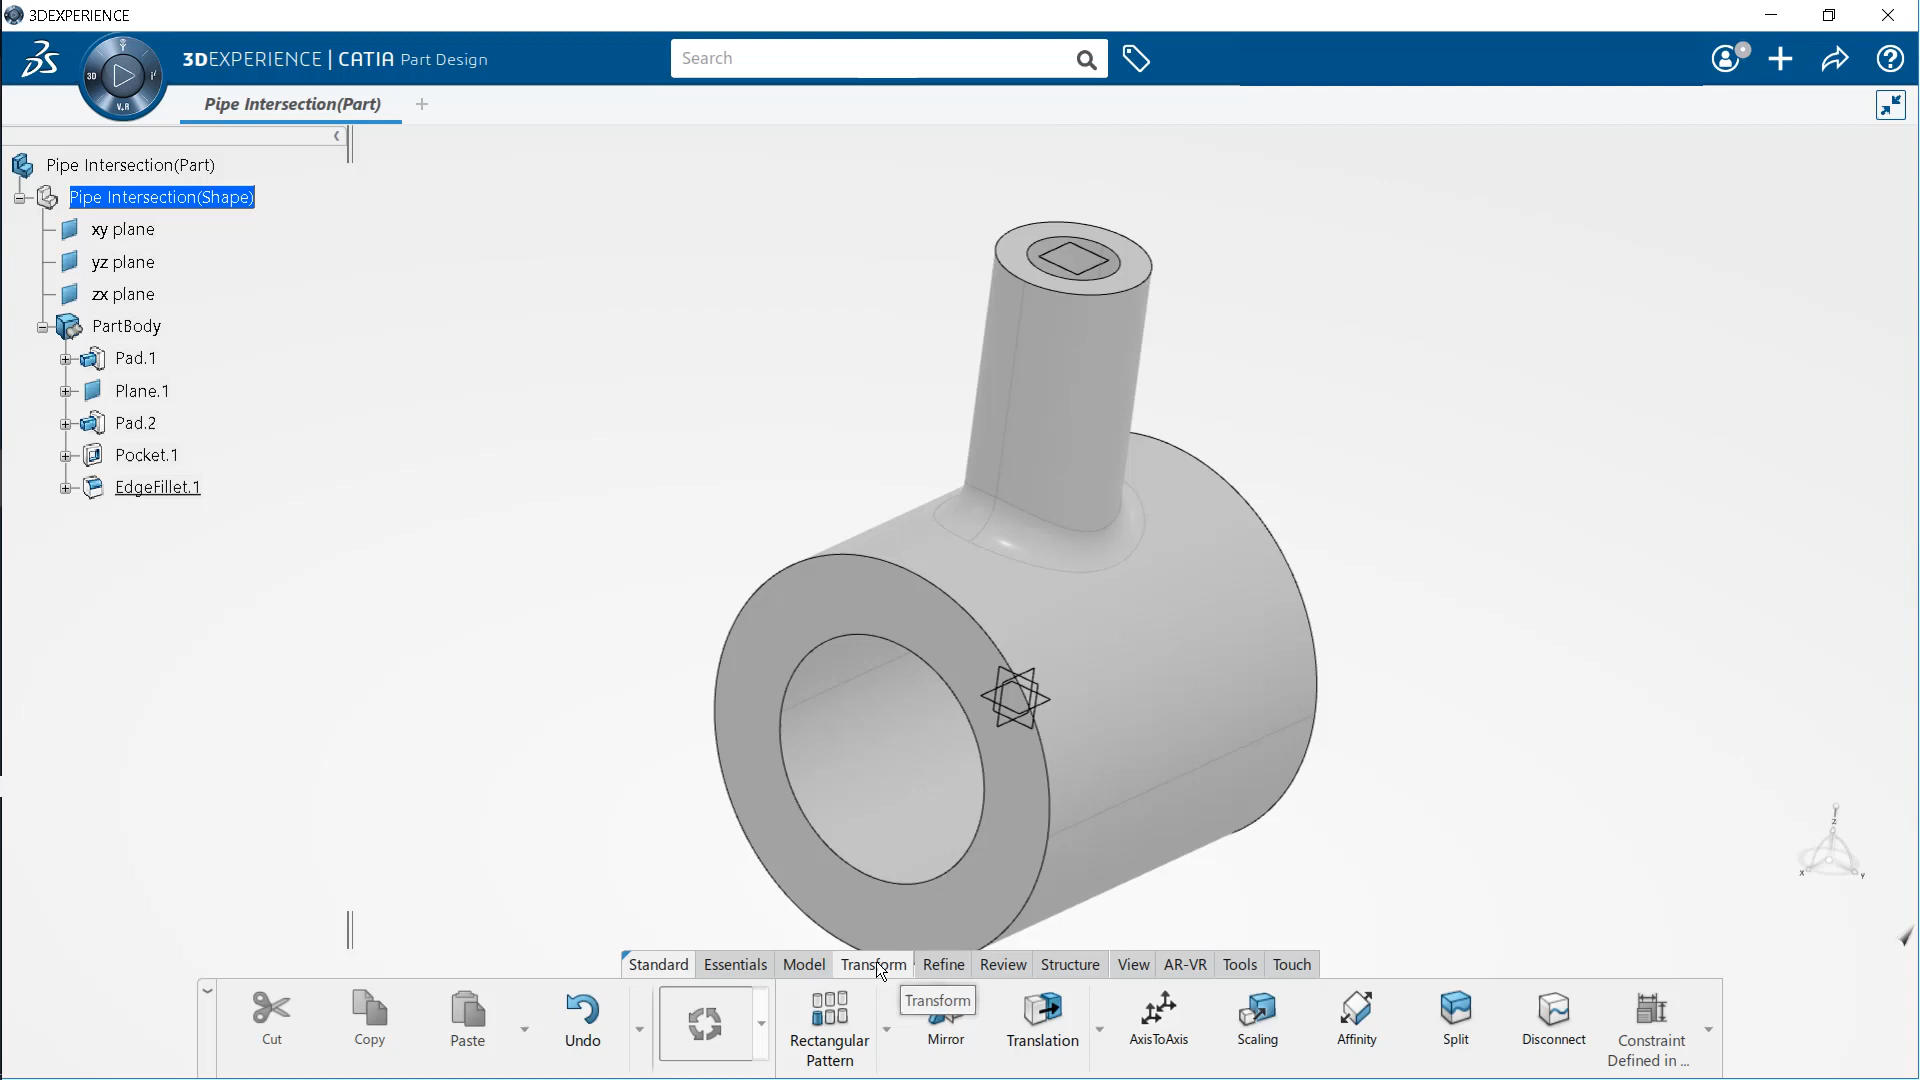 3DEXPERIENCE
3DEXPERIENCE | CATIA Part Design
Search
3D
V.R
Pipe Intersection(Part)
Pipe Intersection(Part)
Pipe Intersection(Shape)
xy plane
yz plane
zx plane
PartBody
Pad.1
Plane.1
Pad.2
Pocket.1
EdgeFillet.1
z
x
y
Standard Essentials Model Transform Refine Review Structure View AR-VR Tools Touch
Transform
Cut Copy Paste Undo Rectangular Pattern Mirror Translation AxisToAxis Scaling Affinity Split Disconnect Constraint Defined in ...